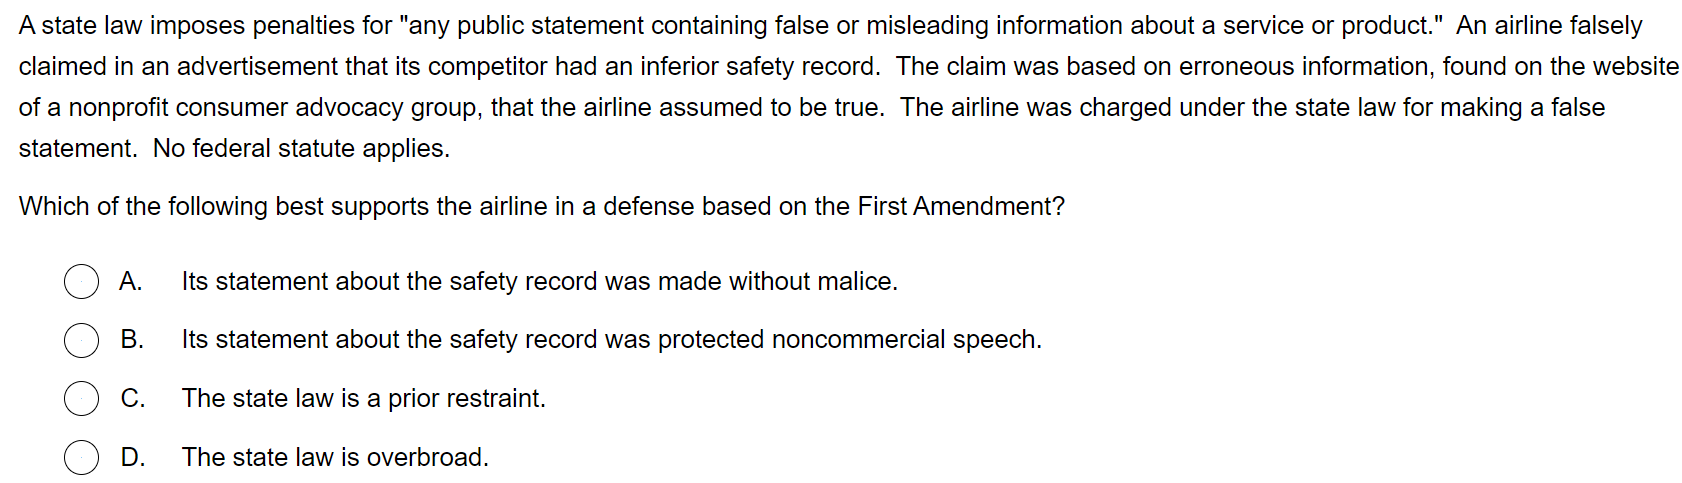 A state law imposes penalties for "any public statement containing false or misleading information about a service or product."  An airline falsely
claimed in an advertisement that its competitor had an inferior safety record.  The claim was based on erroneous information, found on the website
of a nonprofit consumer advocacy group, that the airline assumed to be true.  The airline was charged under the state law for making a false
statement.  No federal statute applies.
Which of the following best supports the airline in a defense based on the First Amendment?
A. Its statement about the safety record was made without malice.
B. Its statement about the safety record was protected noncommercial speech.
C. The state law is a prior restraint.
D. The state law is overbroad.